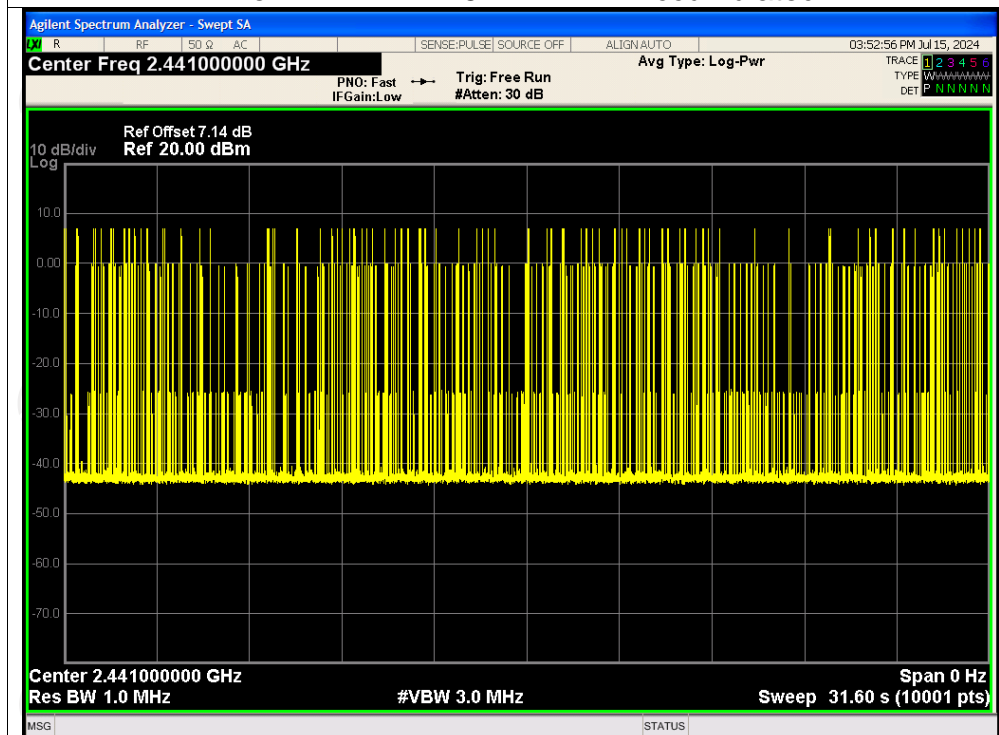 Agilent Spectrum Analyzer - Swept SA
LXI R RF 50 Ω AC SENSE:PULSE SOURCE OFF ALIGN AUTO 03:52:56 PM Jul 15, 2024
Center Freq 2.441000000 GHz Avg Type: Log-Pwr TRACE 1 2 3 4 5 6
PNO: Fast Trig: Free Run TYPE WWWWWW
IFGain:Low #Atten: 30 dB DET P N N N N N
Ref Offset 7.14 dB
10 dB/div Ref 20.00 dBm
Log
10.0
0.00
-10.0
-20.0
-30.0
-40.0
-50.0
-60.0
-70.0
Center 2.441000000 GHz Span 0 Hz
Res BW 1.0 MHz #VBW 3.0 MHz Sweep 31.60 s (10001 pts)
MSG STATUS